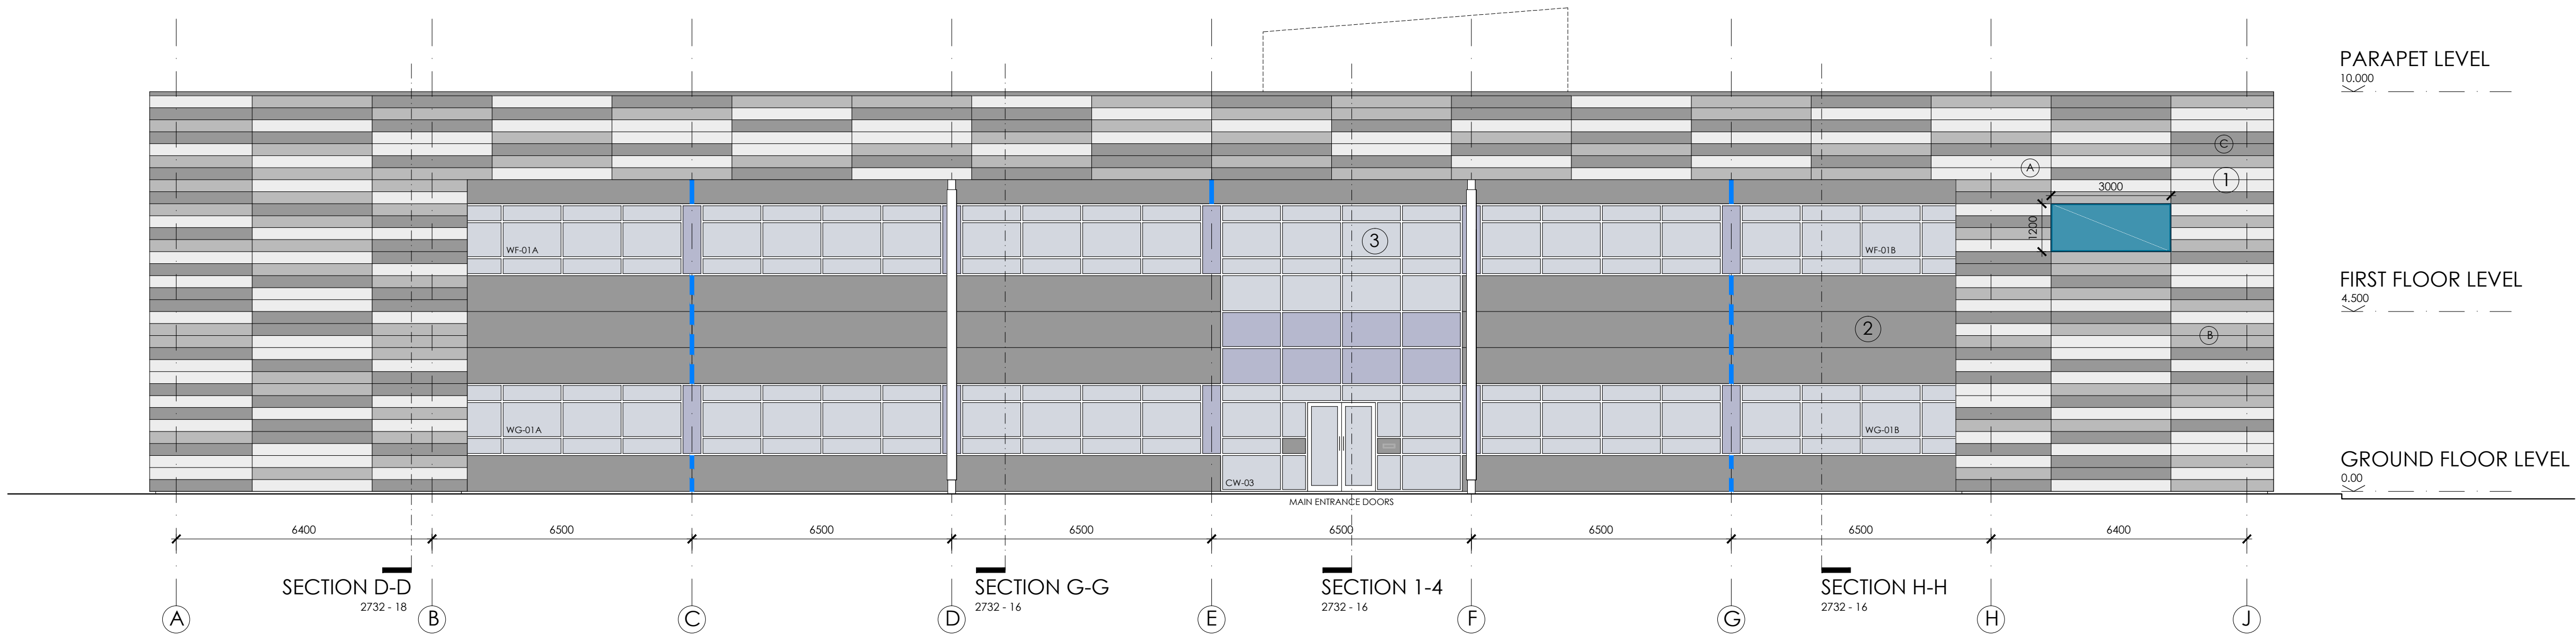 PARAPET LEVEL
10.000
C
A
1
3000
1200
3
WF-01A
WF-01B
FIRST FLOOR LEVEL
4.500
2
B
WG-01A
WG-01B
GROUND FLOOR LEVEL
0.00
CW-03
MAIN ENTRANCE DOORS
6400 6500 6500 6500 6500 6500 6500 6400
SECTION D-D SECTION G-G SECTION 1-4 SECTION H-H
2732 - 18 2732 - 16 2732 - 16 2732 - 16
A B C D E F G H J